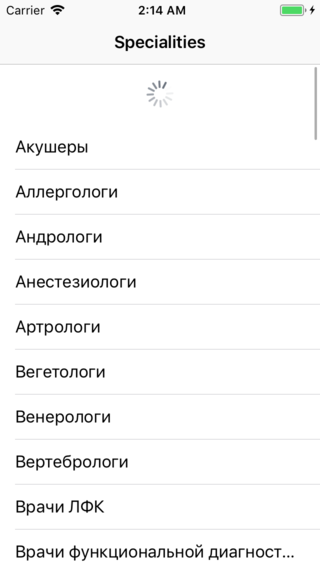 Carrier 2:14 AM
Specialities
Акушеры
Аллергологи
Андрологи
Анестезиологи
Артрологи
Вегетологи
Венерологи
Вертебрологи
Врачи ЛФК
Врачи функциональной диагност...